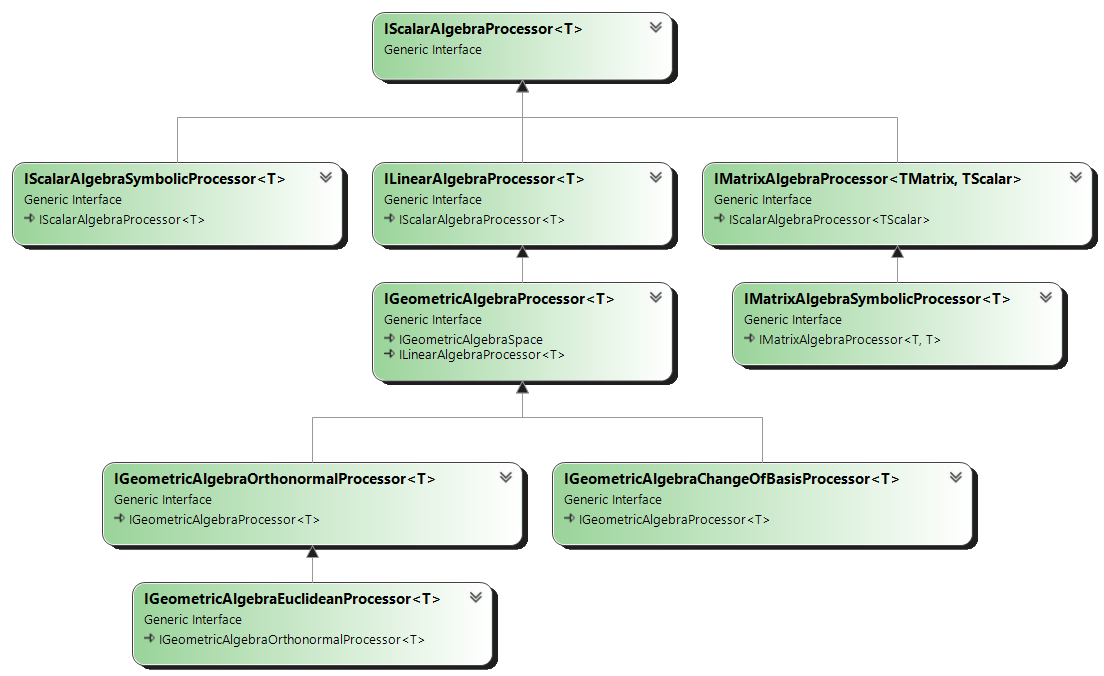 IScalarAlgebraProcessor<T>
Generic Interface
IScalarAlgebraSymbolicProcessor<T>
Generic Interface
IScalarAlgebraProcessor<T>
ILinearAlgebraProcessor<T>
Generic Interface
IScalarAlgebraProcessor<T>
IMatrixAlgebraProcessor<TMatrix, TScalar>
Generic Interface
IScalarAlgebraProcessor<TScalar>
IGeometricAlgebraProcessor<T>
Generic Interface
IGeometricAlgebraSpace
ILinearAlgebraProcessor<T>
IMatrixAlgebraSymbolicProcessor<T>
Generic Interface
IMatrixAlgebraProcessor<T, T>
IGeometricAlgebraOrthonormalProcessor<T>
Generic Interface
IGeometricAlgebraProcessor<T>
IGeometricAlgebraChangeOfBasisProcessor<T>
Generic Interface
IGeometricAlgebraProcessor<T>
IGeometricAlgebraEuclideanProcessor<T>
Generic Interface
IGeometricAlgebraOrthonormalProcessor<T>